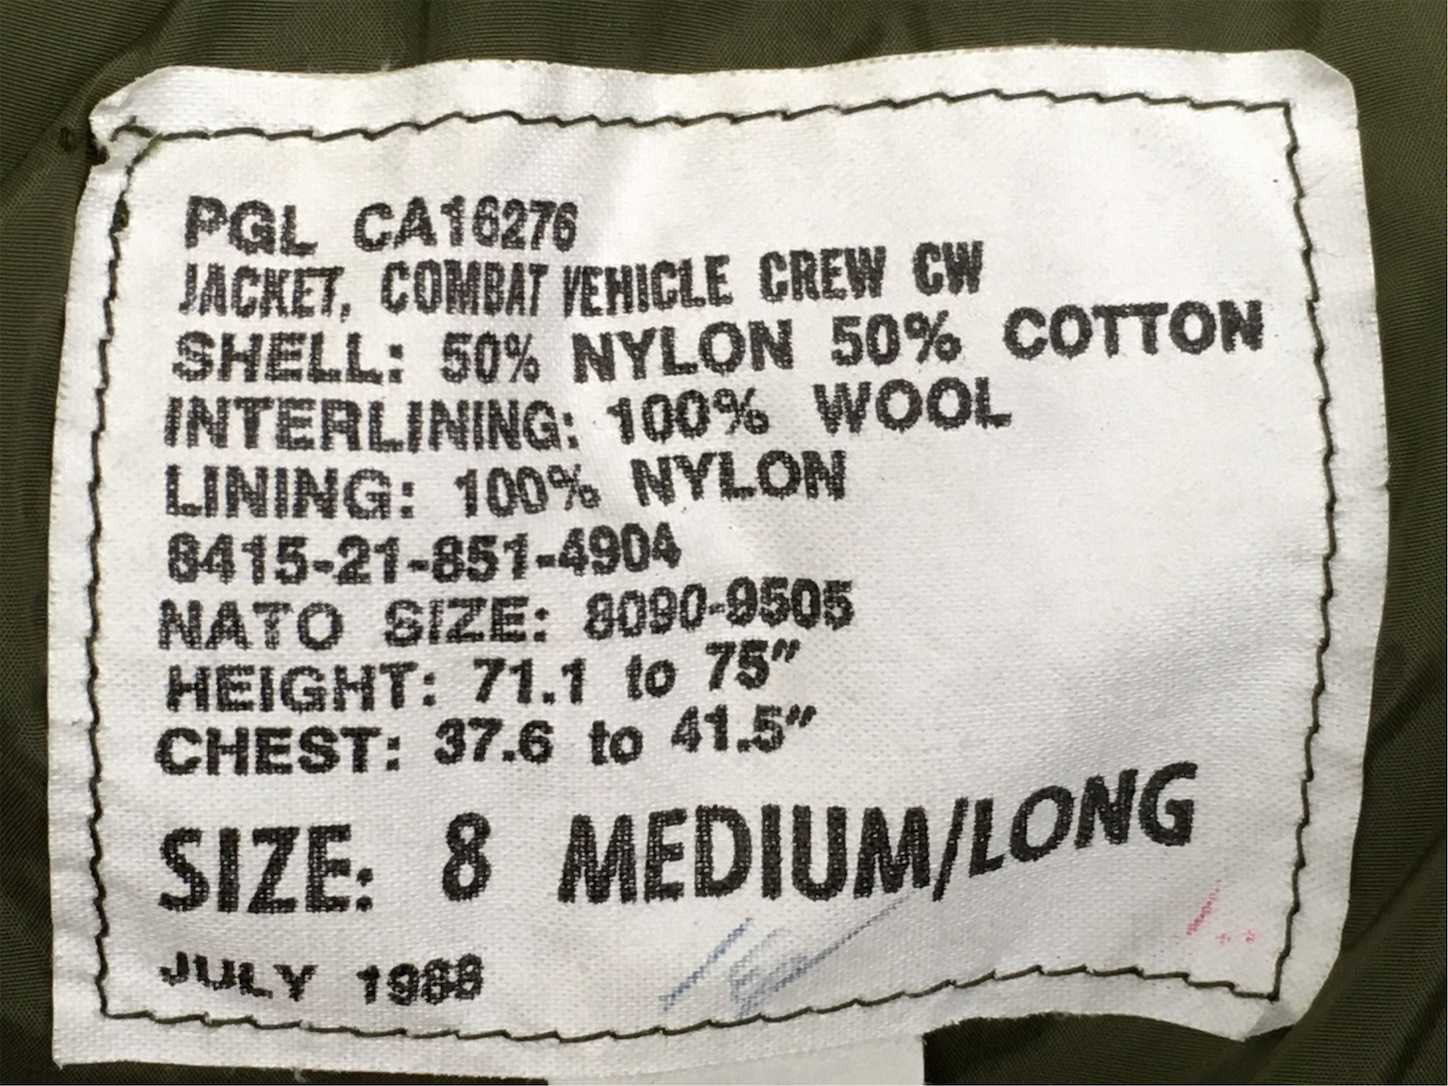 PGL CA16276
JACKET, COMBAT VEHICLE CREW CW
SHELL: 50% NYLON 50% COTTON
INTERLINING: 100% WOOL
LINING: 100% NYLON
8415-21-851-4904
NATO SIZE: 8090-9505
HEIGHT: 71.1 to 75"
CHEST: 37.6 to 41.5"
SIZE: 8 MEDIUM/LONG
JULY 1988